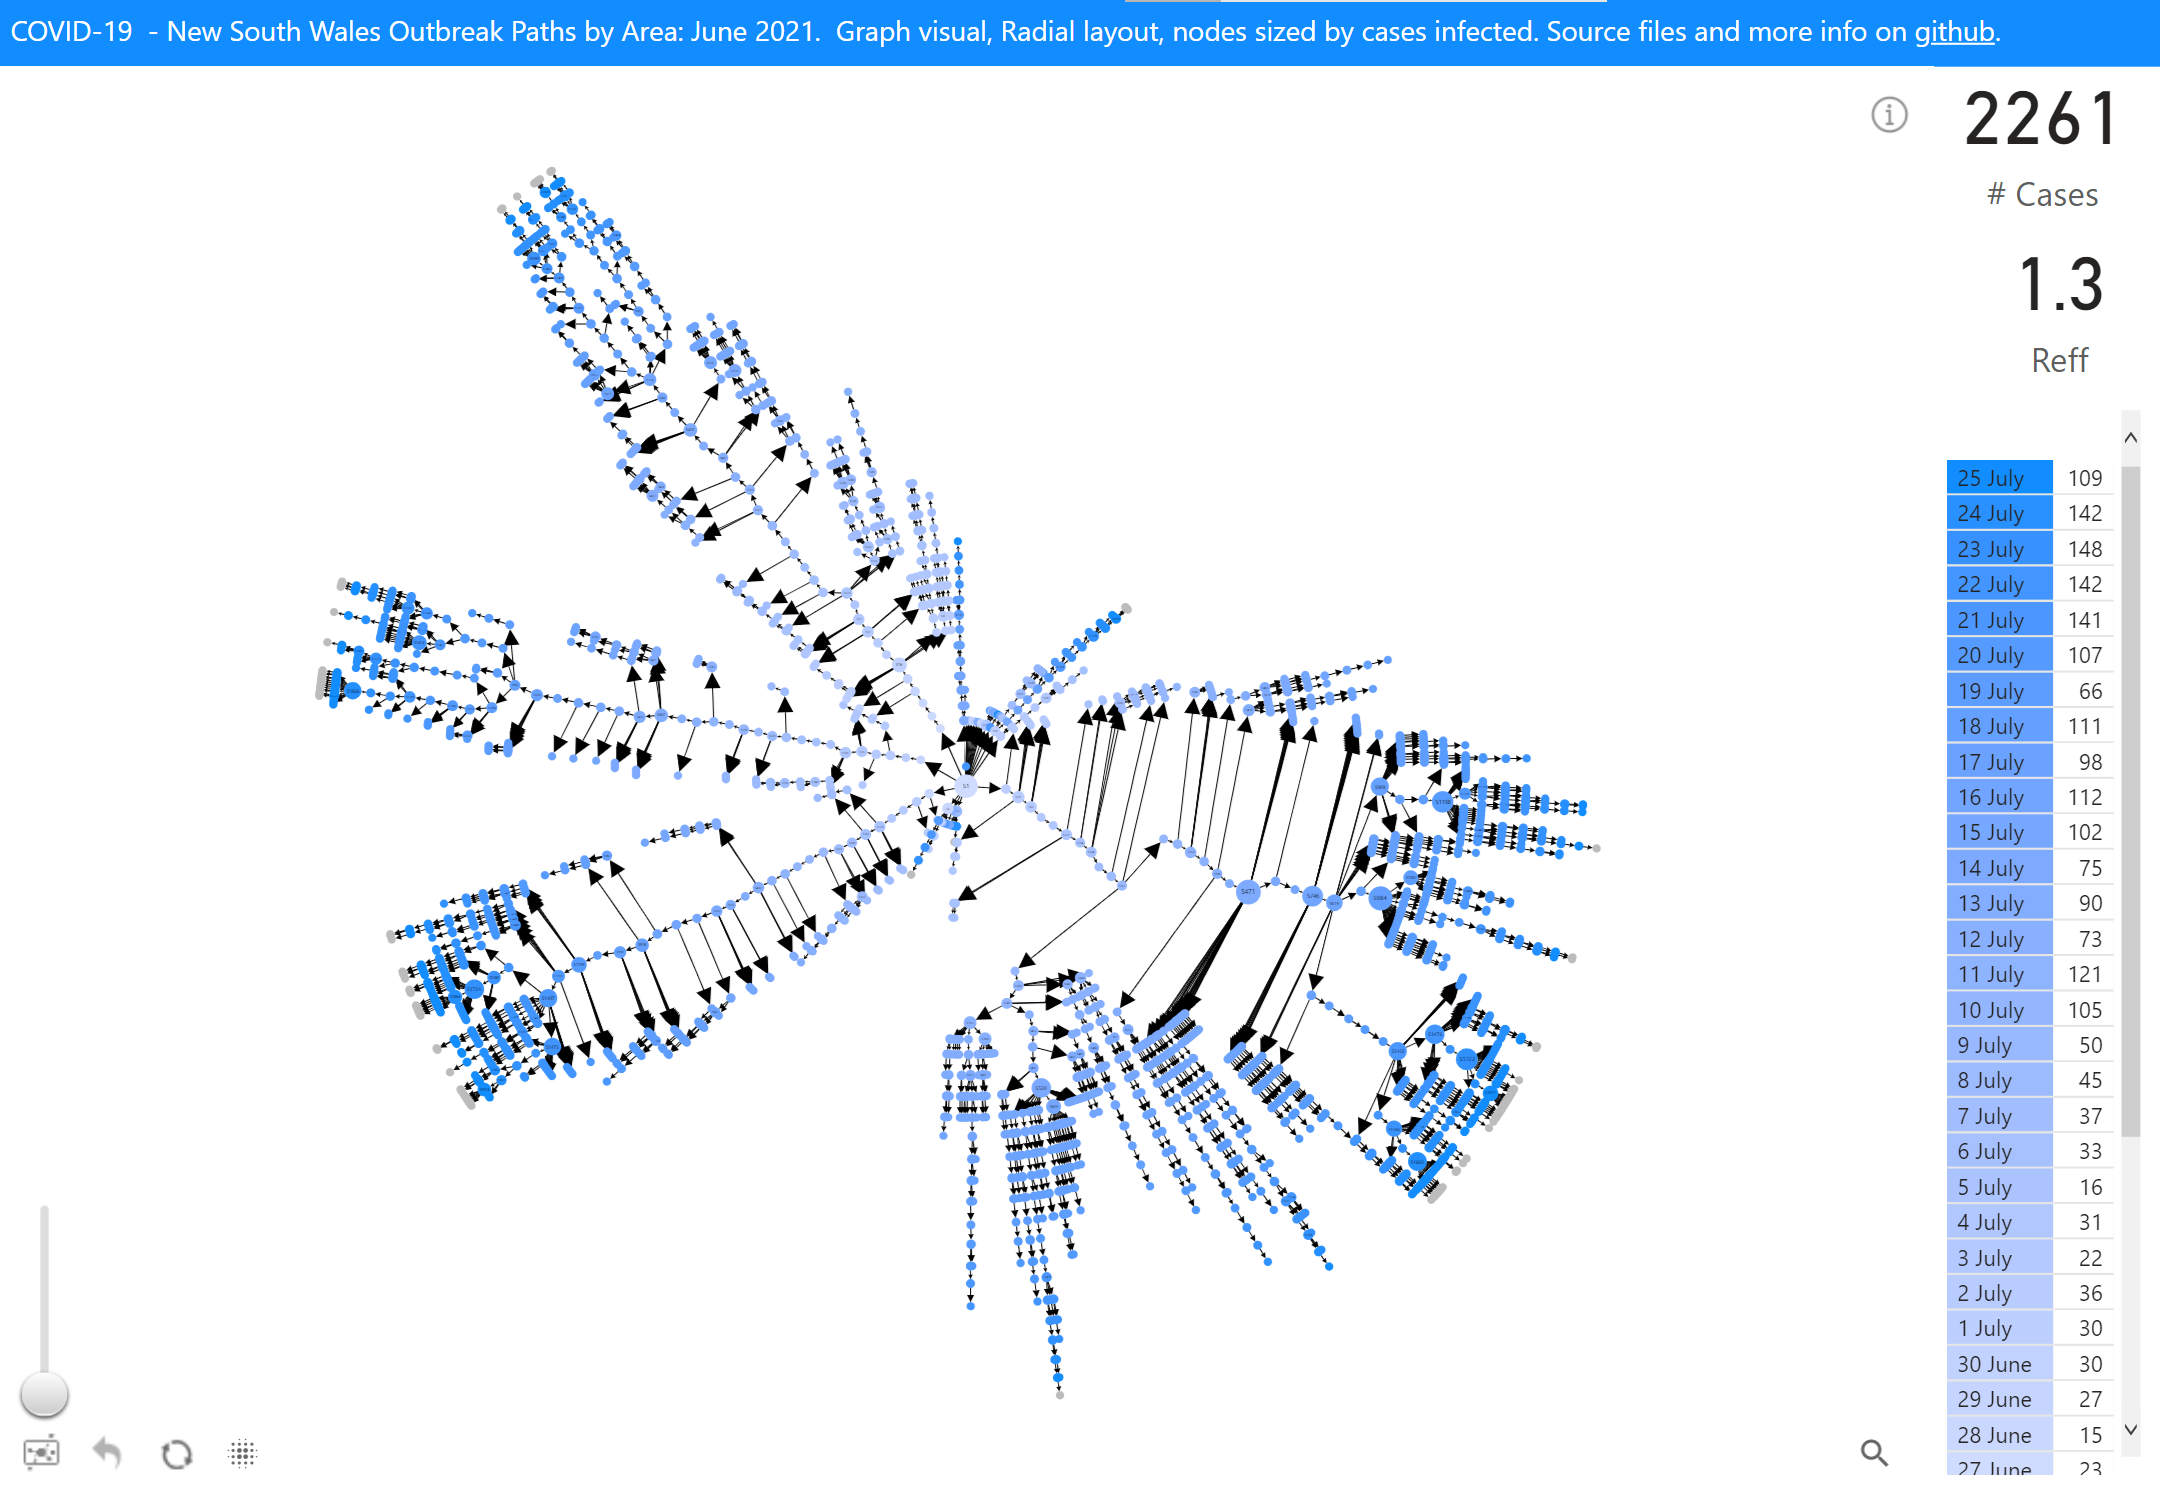 COVID-19 - New South Wales Outbreak Paths by Area: June 2021. Graph visual, Radial layout, nodes sized by cases infected. Source files and more info on github.
2261
# Cases
1.3
Reff
25 July 109
24 July 142
23 July 148
22 July 142
21 July 141
20 July 107
19 July 66
18 July 111
17 July 98
16 July 112
15 July 102
14 July 75
13 July 90
12 July 73
11 July 121
10 July 105
9 July 50
8 July 45
7 July 37
6 July 33
5 July 16
4 July 31
3 July 22
2 July 36
1 July 30
30 June 30
29 June 27
28 June 15
27 June 23
S1
S471